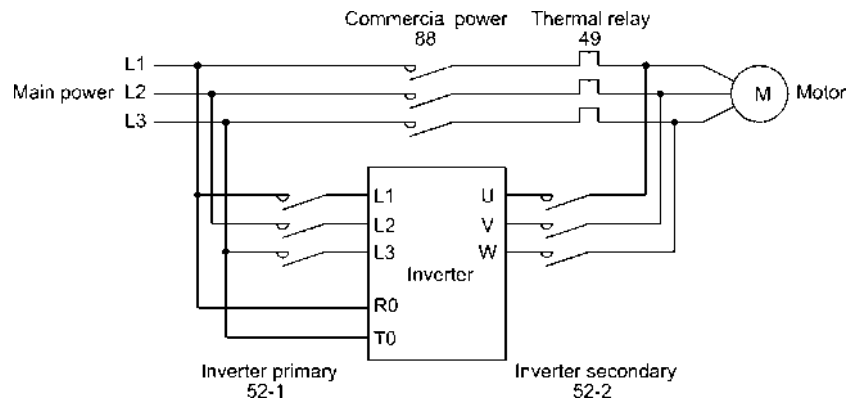 Commercia power Thermal relay
88 49
L1
Main power L2 M Motor
L3
L1 U
L2 V
L3 W
Inverter
R0
T0
Inverter primary Inverter secondary
52-1 52-2